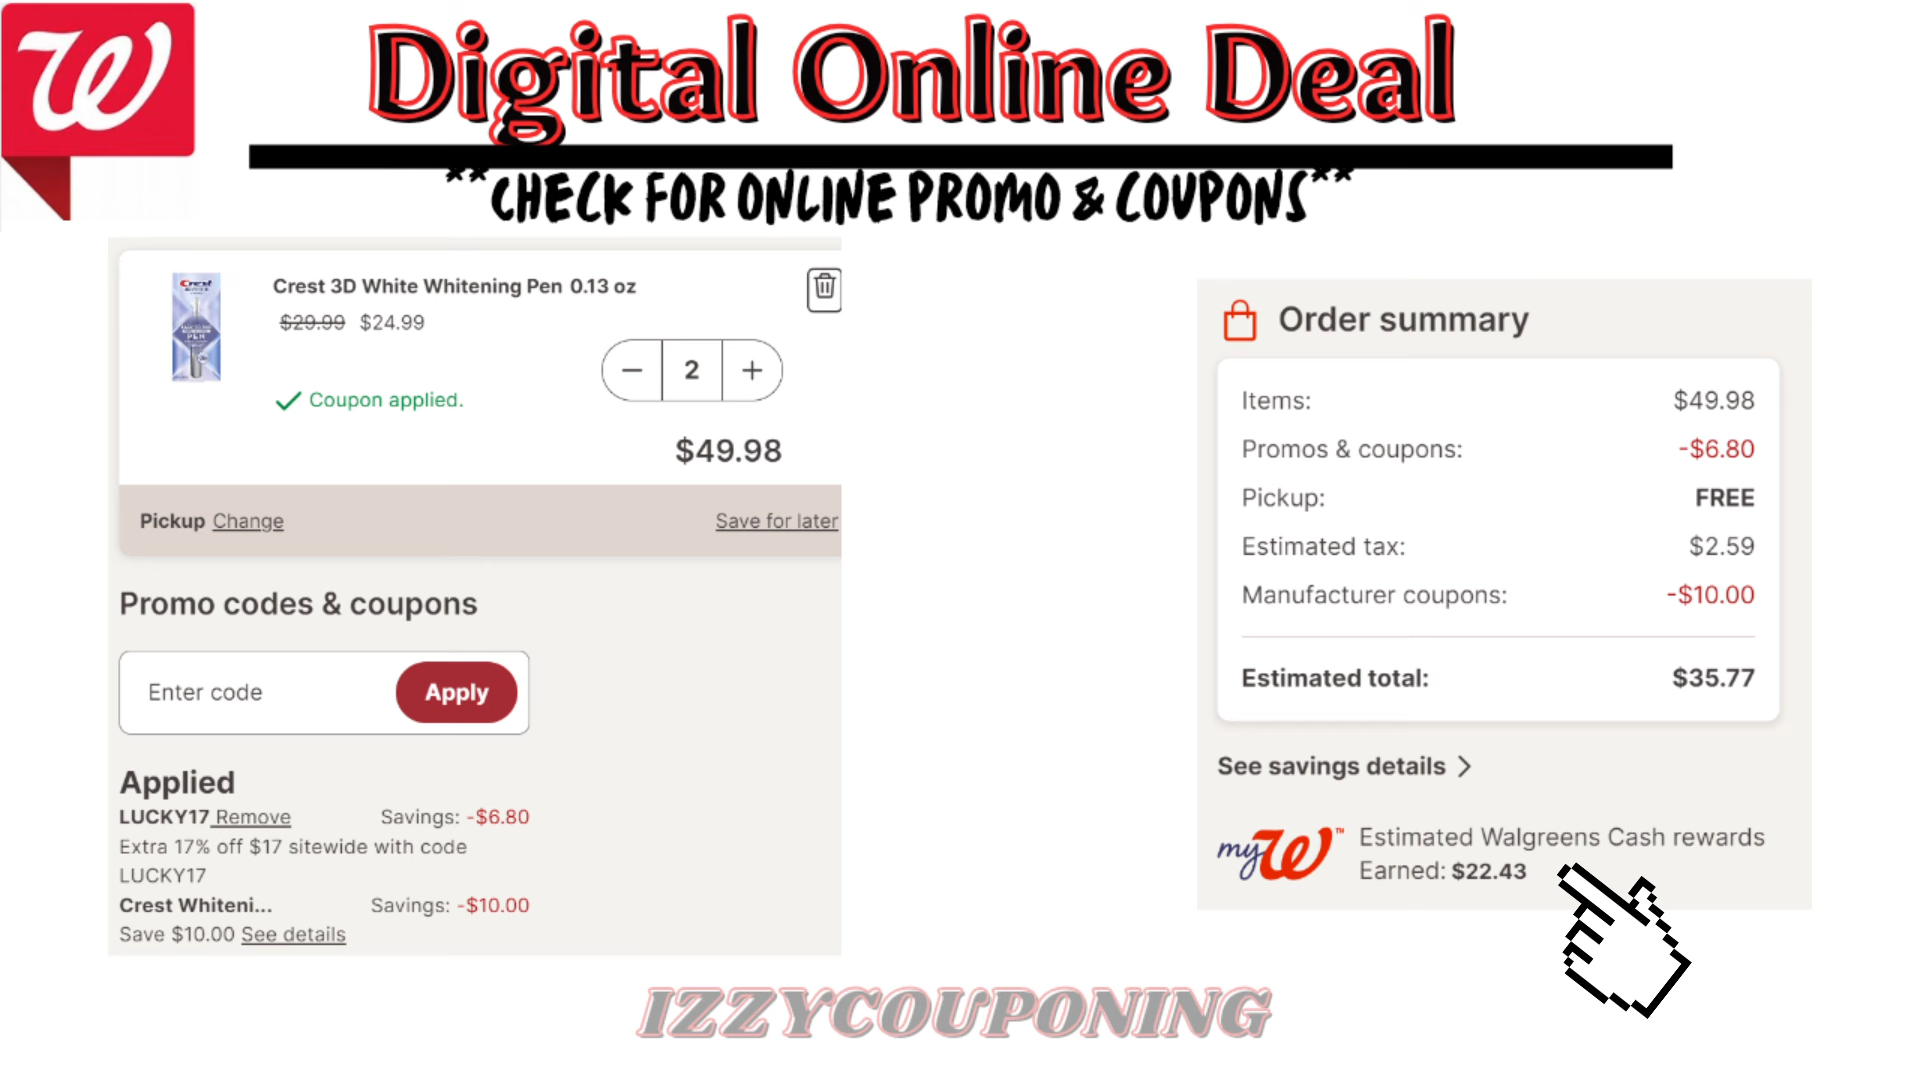 Digital Online Deal
**CHECK FOR ONLINE PROMO & COUPONS**
Crest
PEN
Crest 3D White Whitening Pen 0.13 oz
$29.99 $24.99
2
Coupon applied.
$49.98
Pickup Change
Save for later
Promo codes & coupons
Enter code
Apply
Applied
LUCKY17 Remove Savings: -$6.80
Extra 17% off $17 sitewide with code
LUCKY17
Crest Whiteni... Savings: -$10.00
Save $10.00 See details
Order summary
Items: $49.98
Promos & coupons: -$6.80
Pickup: FREE
Estimated tax: $2.59
Manufacturer coupons: -$10.00
Estimated total: $35.77
See savings details
myW™ Estimated Walgreens Cash rewards
Earned: $22.43
IZZYCOUPONING